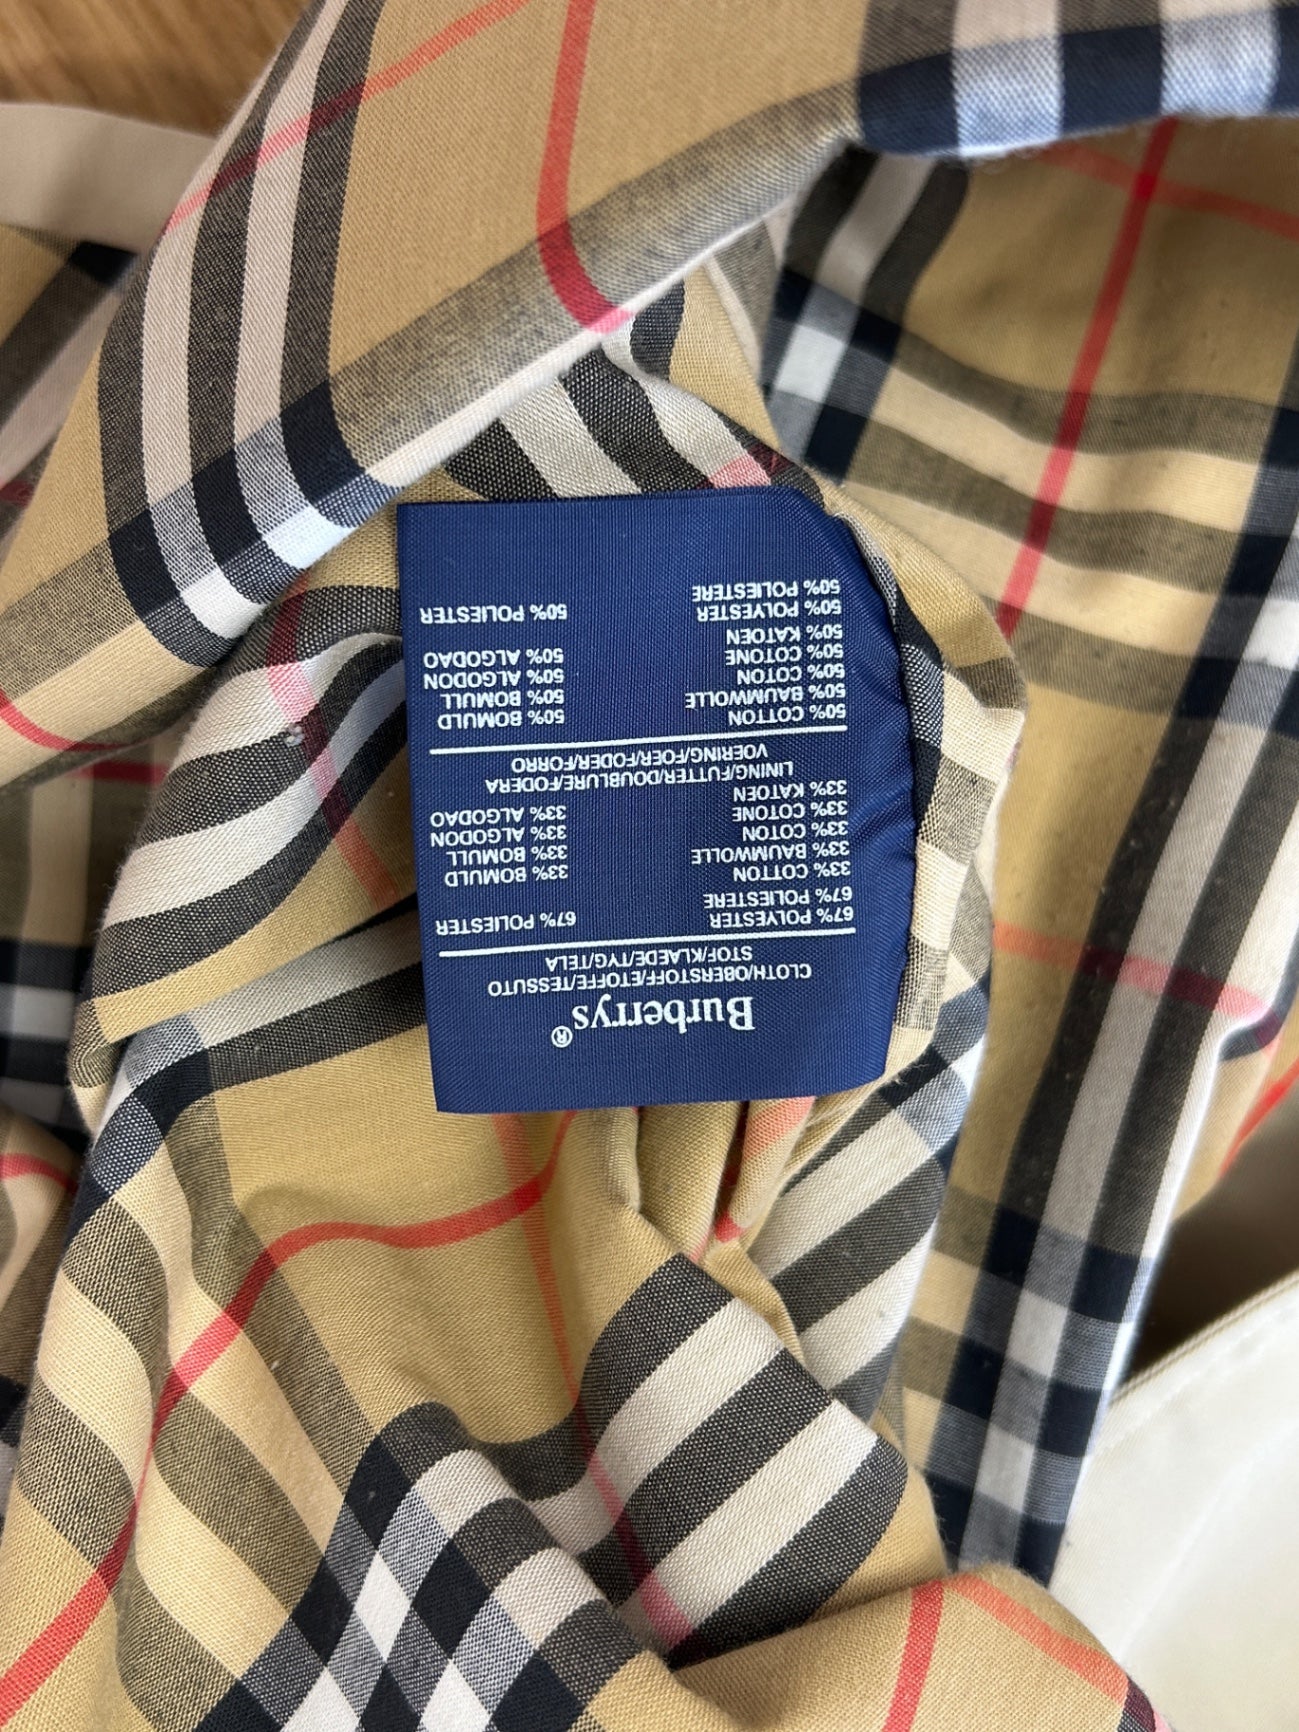 Burberrys®
CLOTH/OBERSTOFF/ETOFFE/TESSUTO
STOF/KLAEDE/TYG/TELA
67% POLYESTER 67% POLIESTER
67% POLIESTERE
33% COTTON 33% BOMULD
33% BAUMWOLLE 33% BOMULL
33% COTON 33% ALGODON
33% COTONE 33% ALGODAO
33% KATOEN
LINING/FUTTER/DOUBLURE/FODERA
VOERING/FOER/FODER/FORRO
50% COTTON 50% BOMULD
50% BAUMWOLLE 50% BOMULL
50% COTON 50% ALGODON
50% COTONE 50% ALGODAO
50% KATOEN
50% POLYESTER 50% POLIESTER
50% POLIESTERE